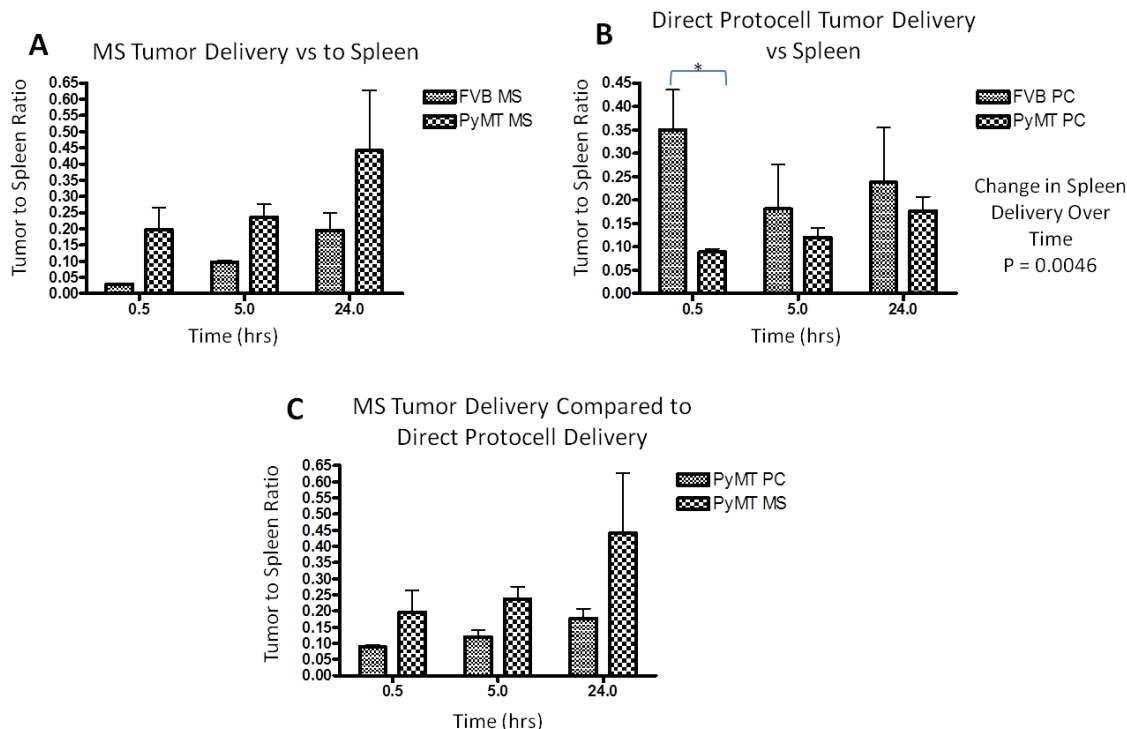 A
MS Tumor Delivery vs to Spleen
Tumor to Spleen Ratio
0.65
0.60
0.55
0.50
0.45
0.40
0.35
0.30
0.25
0.20
0.15
0.10
0.05
0.00
0.5
5.0
24.0
Time (hrs)
FVB MS
PyMT MS
B
Direct Protocell Tumor Delivery
vs Spleen
Tumor to Spleen Ratio
0.45
0.40
0.35
0.30
0.25
0.20
0.15
0.10
0.05
0.00
*
0.5
5.0
24.0
Time (hrs)
FVB PC
PyMT PC
Change in Spleen
Delivery Over
Time
P = 0.0046
C
MS Tumor Delivery Compared to
Direct Protocell Delivery
Tumor to Spleen Ratio
0.65
0.60
0.55
0.50
0.45
0.40
0.35
0.30
0.25
0.20
0.15
0.10
0.05
0.00
0.5
5.0
24.0
Time (hrs)
PyMT PC
PyMT MS